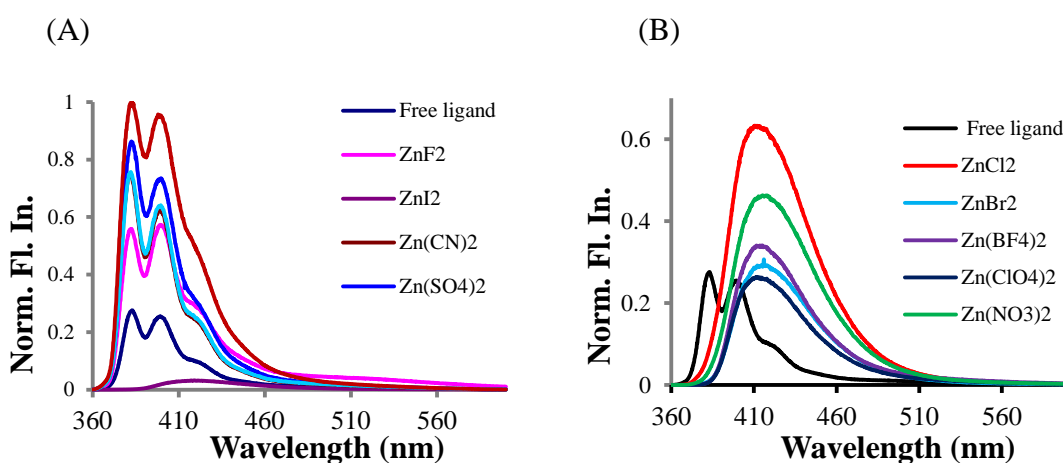 (A)
Norm. Fl. In.
1
0.8
0.6
0.4
0.2
0
360
410
460
510
560
Wavelength (nm)
Free ligand
ZnF2
ZnI2
Zn(CN)2
Zn(SO4)2
(B)
Norm. Fl. In.
0.6
0.4
0.2
0
360
410
460
510
560
Wavelength (nm)
Free ligand
ZnCl2
ZnBr2
Zn(BF4)2
Zn(ClO4)2
Zn(NO3)2